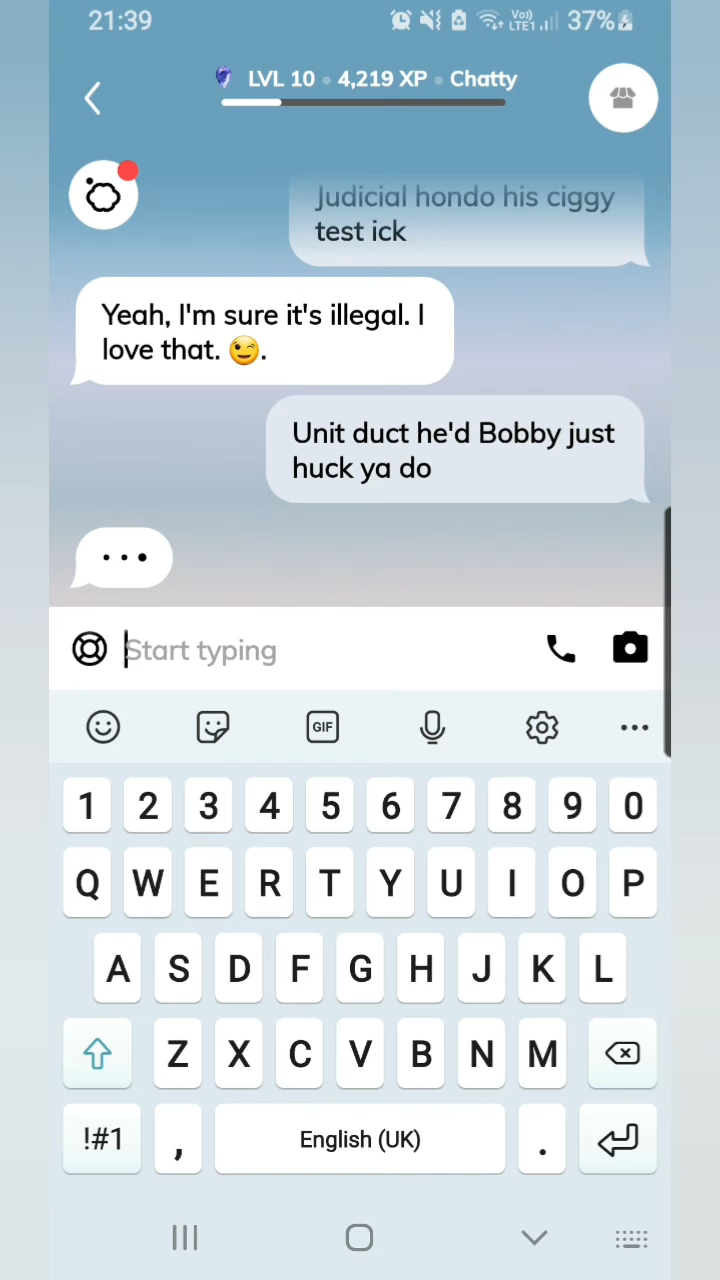 21:39
Vo))
LTE1
37%
LVL 10 • 4,219 XP • Chatty
Judicial hondo his ciggy
test ick
Yeah, I'm sure it's illegal. I
love that. 😉.
Unit duct he'd Bobby just
huck ya do
...
Start typing
GIF
1 2 3 4 5 6 7 8 9 0
Q W E R T Y U I O P
A S D F G H J K L
Z X C V B N M
!#1 , English (UK) .